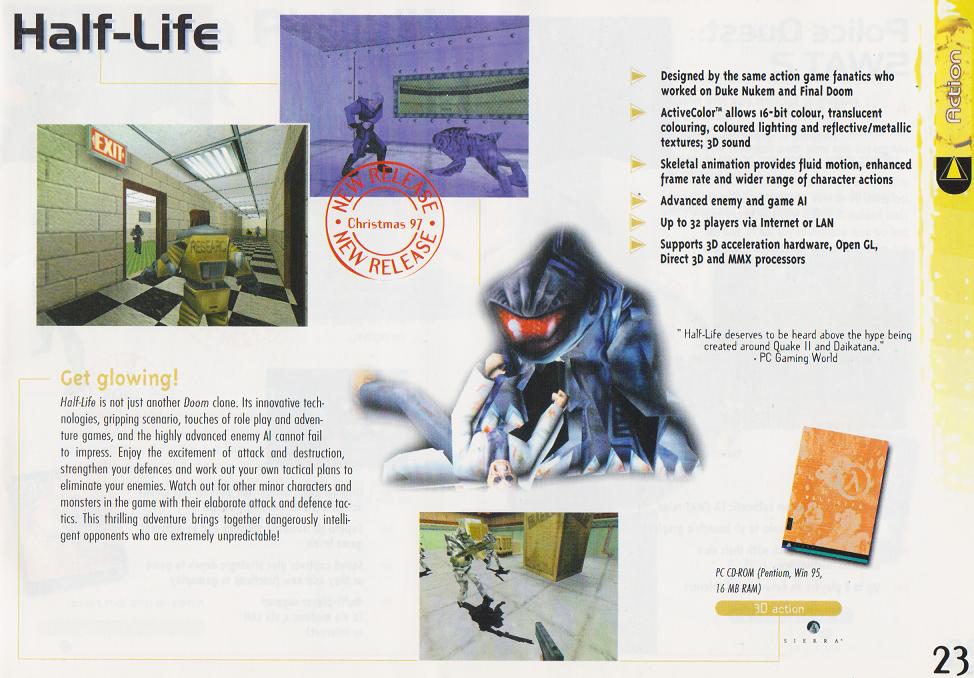 Half-Life
EXIT
RESEARCH
NEW RELEASE
Christmas 97
NEW RELEASE
Designed by the same action game fanatics who
worked on Duke Nukem and Final Doom
ActiveColor™ allows 16-bit colour, translucent
colouring, coloured lighting and reflective/metallic
textures; 3D sound
Skeletal animation provides fluid motion, enhanced
frame rate and wider range of character actions
Advanced enemy and game AI
Up to 32 players via Internet or LAN
Supports 3D acceleration hardware, Open GL,
Direct 3D and MMX processors
" Half-Life deserves to be heard above the hype being
created around Quake II and Daikatana."
- PC Gaming World
Get glowing!
Half-Life is not just another Doom clone. Its innovative tech-
nologies, gripping scenario, touches of role play and adven-
ture games, and the highly advanced enemy AI cannot fail
to impress. Enjoy the excitement of attack and destruction,
strengthen your defences and work out your own tactical plans to
eliminate your enemies. Watch out for other minor characters and
monsters in the game with their elaborate attack and defence tac-
tics. This thrilling adventure brings together dangerously intelli-
gent opponents who are extremely unpredictable!
HALF-LIFE
PC CD-ROM (Pentium, Win 95,
16 MB RAM)
3D action
SIERRA®
Action
23